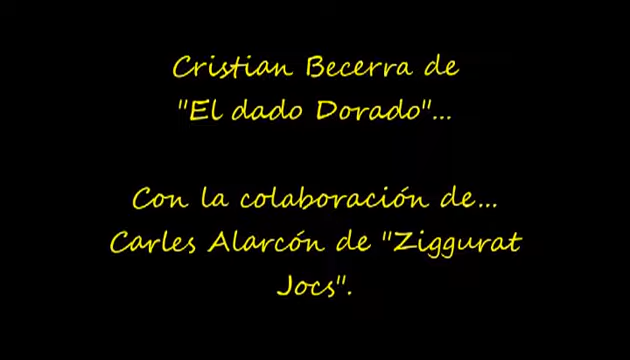 Cristian Becerra de
"El dado Dorado"...
Con la colaboración de...
Carles Alarcón de "Ziggurat
Jocs".